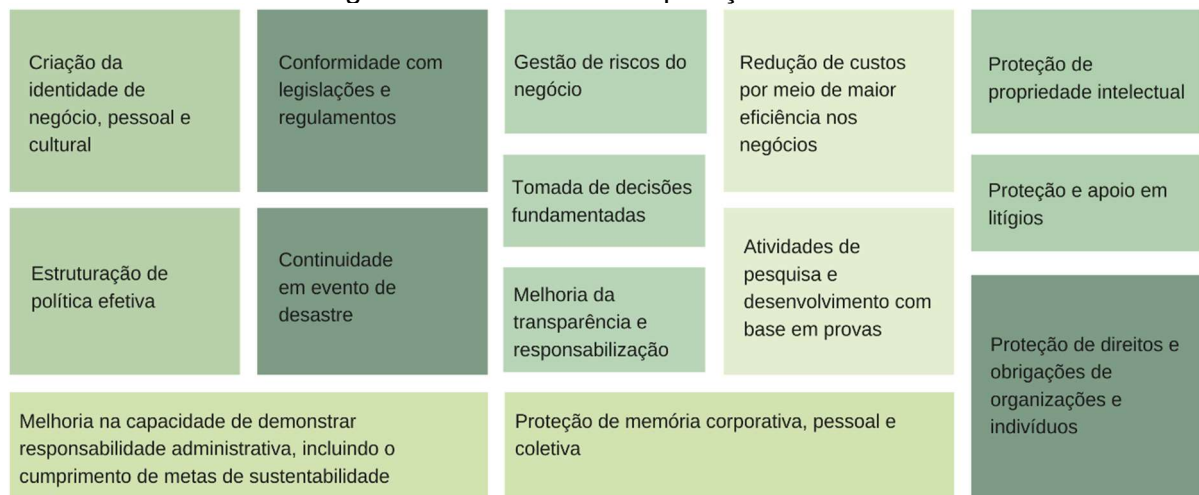 Criação da
identidade de
negócio, pessoal e
cultural
Conformidade com
legislações e
regulamentos
Gestão de riscos do
negócio
Redução de custos
por meio de maior
eficiência nos
negócios
Proteção de
propriedade intelectual
Tomada de decisões
fundamentadas
Proteção e apoio em
litígios
Estruturação de
política efetiva
Continuidade
em evento de
desastre
Melhoria da
transparência e
responsabilização
Atividades de
pesquisa e
desenvolvimento com
base em provas
Proteção de direitos e
obrigações de
organizações e
indivíduos
Melhoria na capacidade de demonstrar
responsabilidade administrativa, incluindo o
cumprimento de metas de sustentabilidade
Proteção de memória corporativa, pessoal e
coletiva